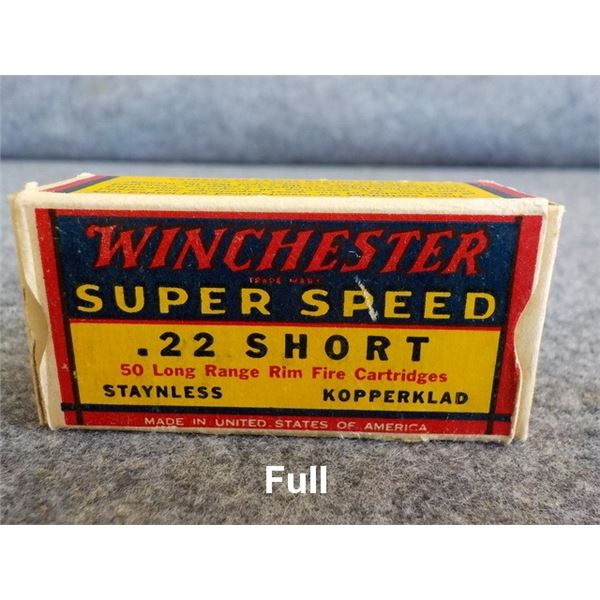 WINCHESTER
TRADE MARK
SUPER SPEED
.22 SHORT
50 Long Range Rim Fire Cartridges
STAYNLESS KOPPERKLAD
MADE IN UNITED STATES OF AMERICA
Full